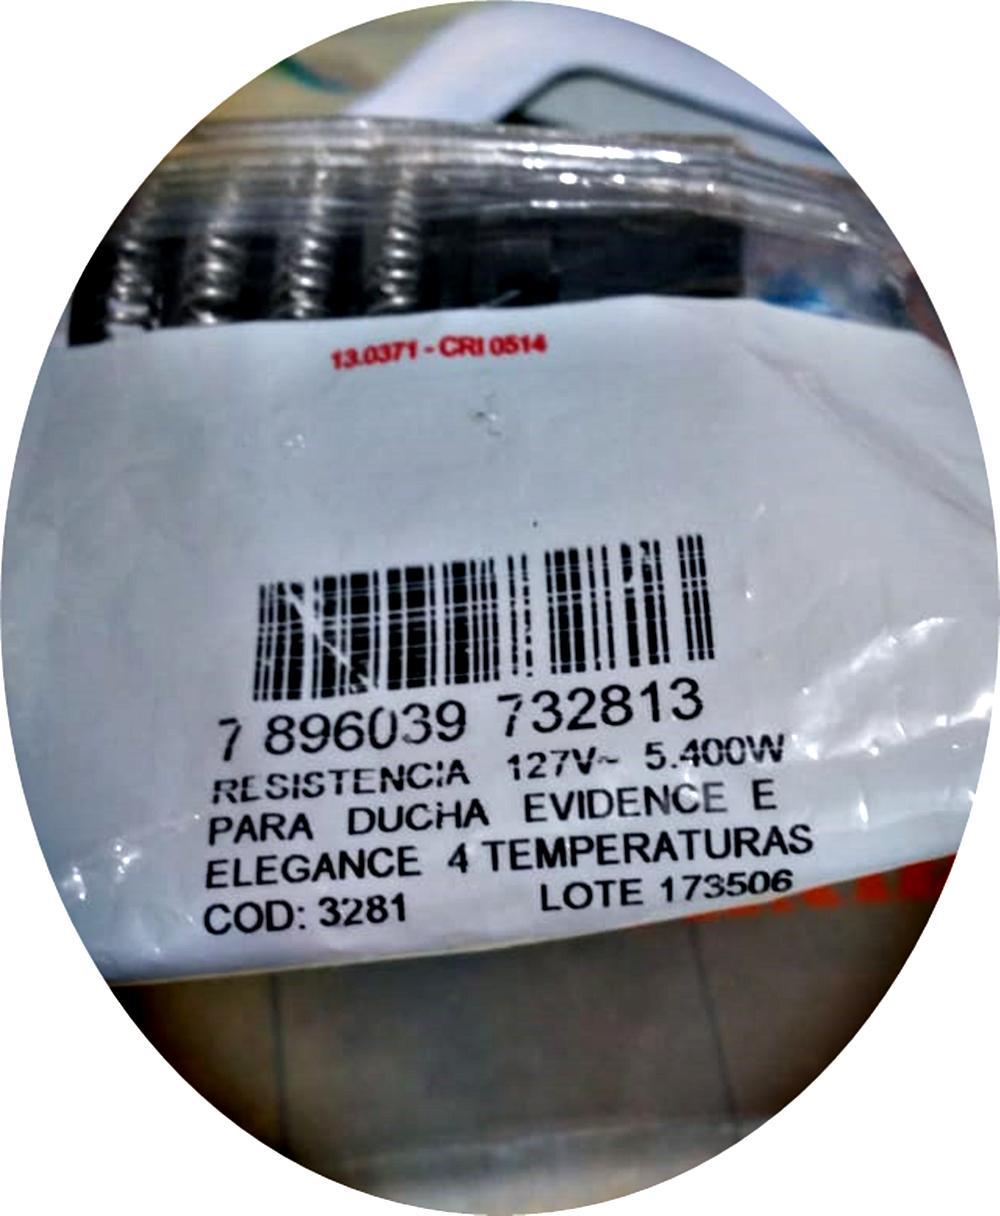 13.0371 - CRI 0514
7 896039 732813
RESISTENCIA 127V~ 5.400W
PARA DUCHA EVIDENCE E
ELEGANCE 4 TEMPERATURAS
COD: 3281 LOTE 173506